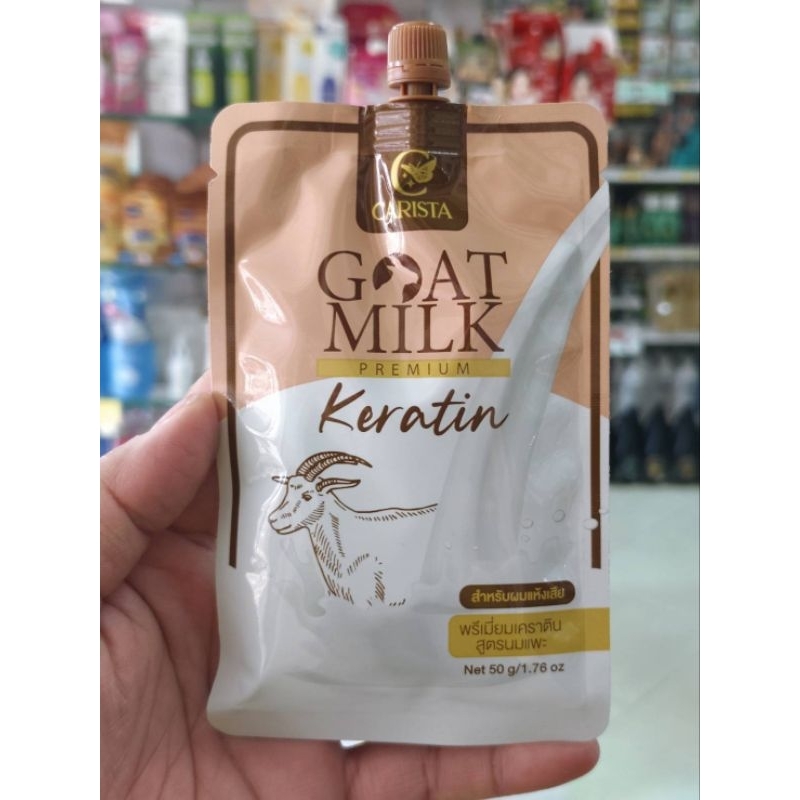 CARISTA
GOAT
MILK
PREMIUM
Keratin
สำหรับผมแห้งเสีย
พรีเมี่ยมเคราติน
สูตรนมแพะ
Net 50 g/1.76 oz